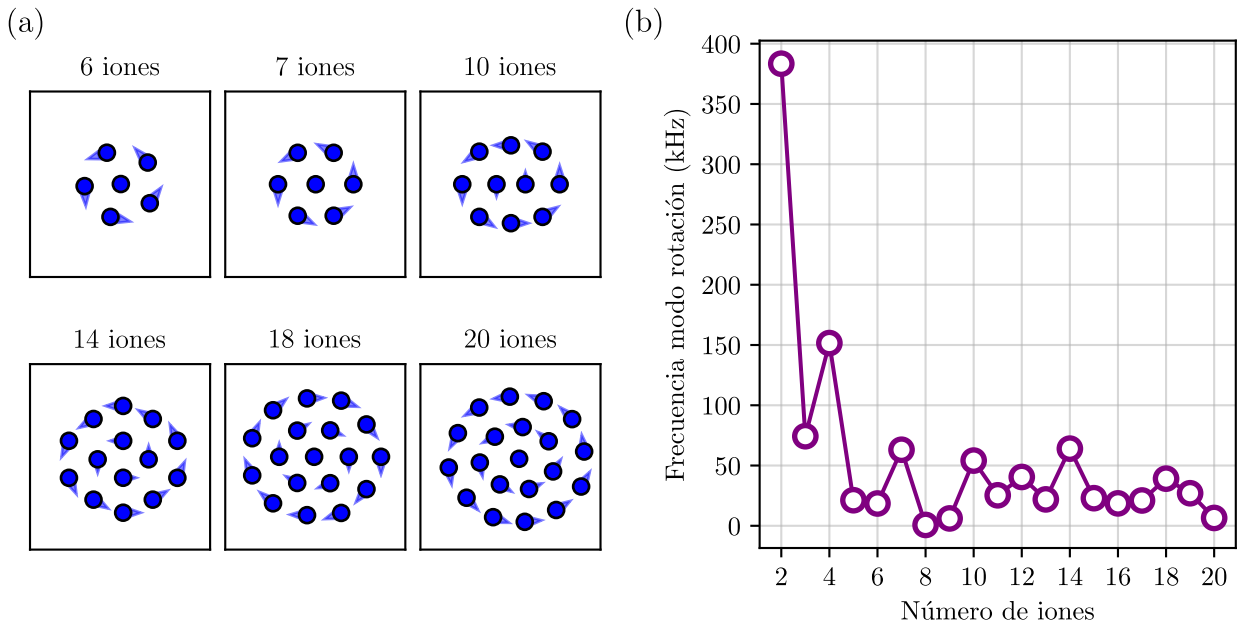 (a)
6 iones
7 iones
10 iones
14 iones
18 iones
20 iones
(b)
Frecuencia modo rotación (kHz)
400
350
300
250
200
150
100
50
0
2 4 6 8 10 12 14 16 18 20
Número de iones